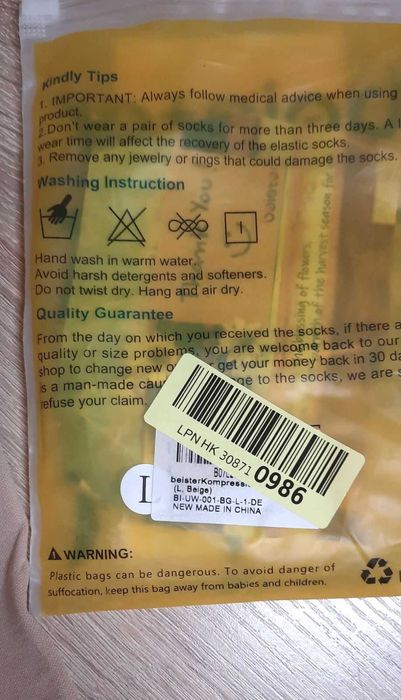 Kindly Tips
1. IMPORTANT: Always follow medical advice when using
product.
2.Don't wear a pair of socks for more than three days. A l
wear time will affect the recovery of the elastic socks.
3. Remove any jewelry or rings that could damage the socks.
Washing Instruction
Hand wash in warm water.
Avoid harsh detergents and softeners.
Do not twist dry. Hang and air dry.
Quality Guarantee
From the day on which you received the socks, if there a
quality or size problems, you are welcome back to our
shop to change new o get your money back in 30 da
is a man-made cau ge to the socks, we are s
refuse your claim.
LPN HK 30871 0986
beisterKompress
(L, Beige)
BI-UW-001-BG-L-1-DE
NEW MADE IN CHINA
L
WARNING:
Plastic bags can be dangerous. To avoid danger of
suffocation, keep this bag away from babies and children.